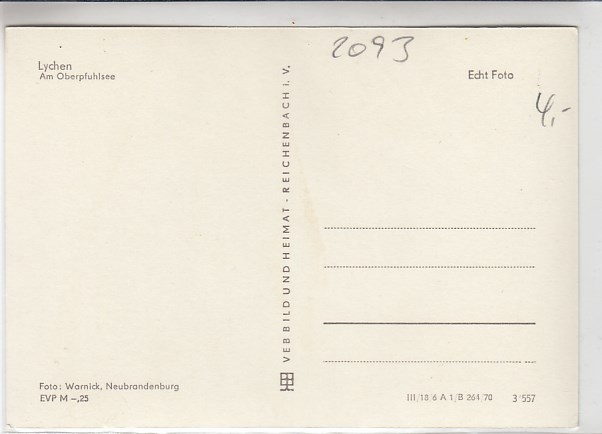 2093
Lychen
Am Oberpfuhlsee
Echt Foto
4,-
VEB BILD UND HEIMAT · REICHENBACH i. V.
Foto: Warnick, Neubrandenburg
EVP M –,25
III/18/6 A 1/B 264/70 3·557